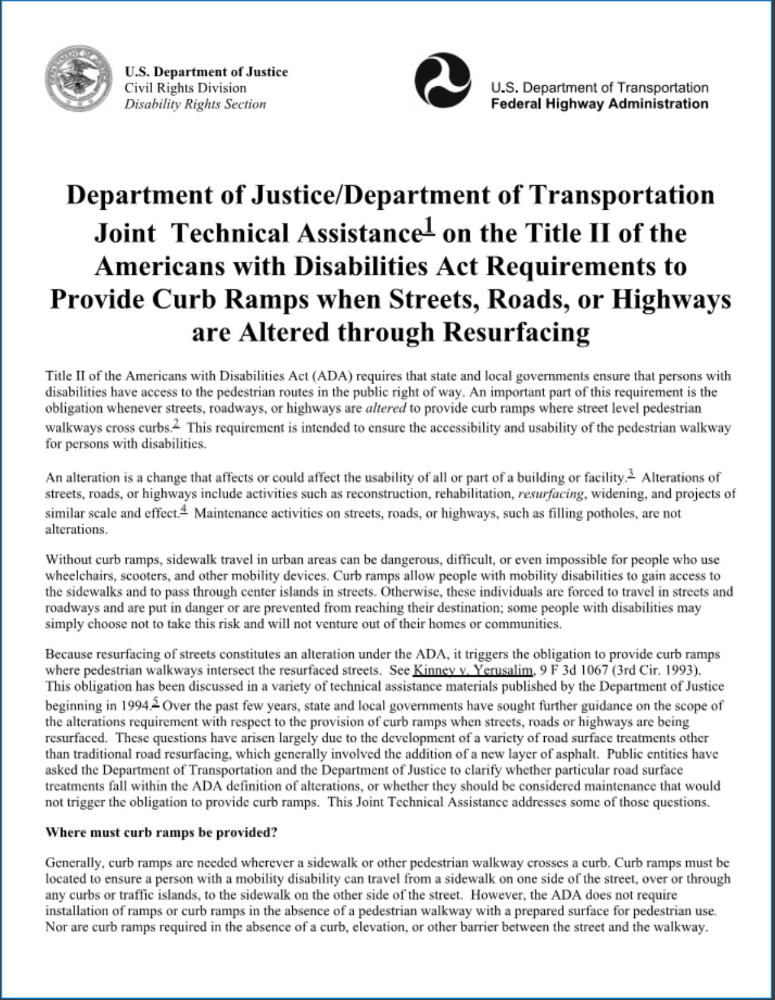 U.S. Department of Justice
Civil Rights Division
Disability Rights Section
U.S. Department of Transportation
Federal Highway Administration
Department of Justice/Department of Transportation
Joint Technical Assistance1 on the Title II of the
Americans with Disabilities Act Requirements to
Provide Curb Ramps when Streets, Roads, or Highways
are Altered through Resurfacing
Title II of the Americans with Disabilities Act (ADA) requires that state and local governments ensure that persons with
disabilities have access to the pedestrian routes in the public right of way. An important part of this requirement is the
obligation whenever streets, roadways, or highways are altered to provide curb ramps where street level pedestrian
walkways cross curbs.2 This requirement is intended to ensure the accessibility and usability of the pedestrian walkway
for persons with disabilities.
An alteration is a change that affects or could affect the usability of all or part of a building or facility.3 Alterations of
streets, roads, or highways include activities such as reconstruction, rehabilitation, resurfacing, widening, and projects of
similar scale and effect.4 Maintenance activities on streets, roads, or highways, such as filling potholes, are not
alterations.
Without curb ramps, sidewalk travel in urban areas can be dangerous, difficult, or even impossible for people who use
wheelchairs, scooters, and other mobility devices. Curb ramps allow people with mobility disabilities to gain access to
the sidewalks and to pass through center islands in streets. Otherwise, these individuals are forced to travel in streets and
roadways and are put in danger or are prevented from reaching their destination; some people with disabilities may
simply choose not to take this risk and will not venture out of their homes or communities.
Because resurfacing of streets constitutes an alteration under the ADA, it triggers the obligation to provide curb ramps
where pedestrian walkways intersect the resurfaced streets. See Kinney v. Yerusalim, 9 F 3d 1067 (3rd Cir. 1993).
This obligation has been discussed in a variety of technical assistance materials published by the Department of Justice
beginning in 1994.5 Over the past few years, state and local governments have sought further guidance on the scope of
the alterations requirement with respect to the provision of curb ramps when streets, roads or highways are being
resurfaced. These questions have arisen largely due to the development of a variety of road surface treatments other
than traditional road resurfacing, which generally involved the addition of a new layer of asphalt. Public entities have
asked the Department of Transportation and the Department of Justice to clarify whether particular road surface
treatments fall within the ADA definition of alterations, or whether they should be considered maintenance that would
not trigger the obligation to provide curb ramps. This Joint Technical Assistance addresses some of those questions.
Where must curb ramps be provided?
Generally, curb ramps are needed wherever a sidewalk or other pedestrian walkway crosses a curb. Curb ramps must be
located to ensure a person with a mobility disability can travel from a sidewalk on one side of the street, over or through
any curbs or traffic islands, to the sidewalk on the other side of the street. However, the ADA does not require
installation of ramps or curb ramps in the absence of a pedestrian walkway with a prepared surface for pedestrian use.
Nor are curb ramps required in the absence of a curb, elevation, or other barrier between the street and the walkway.